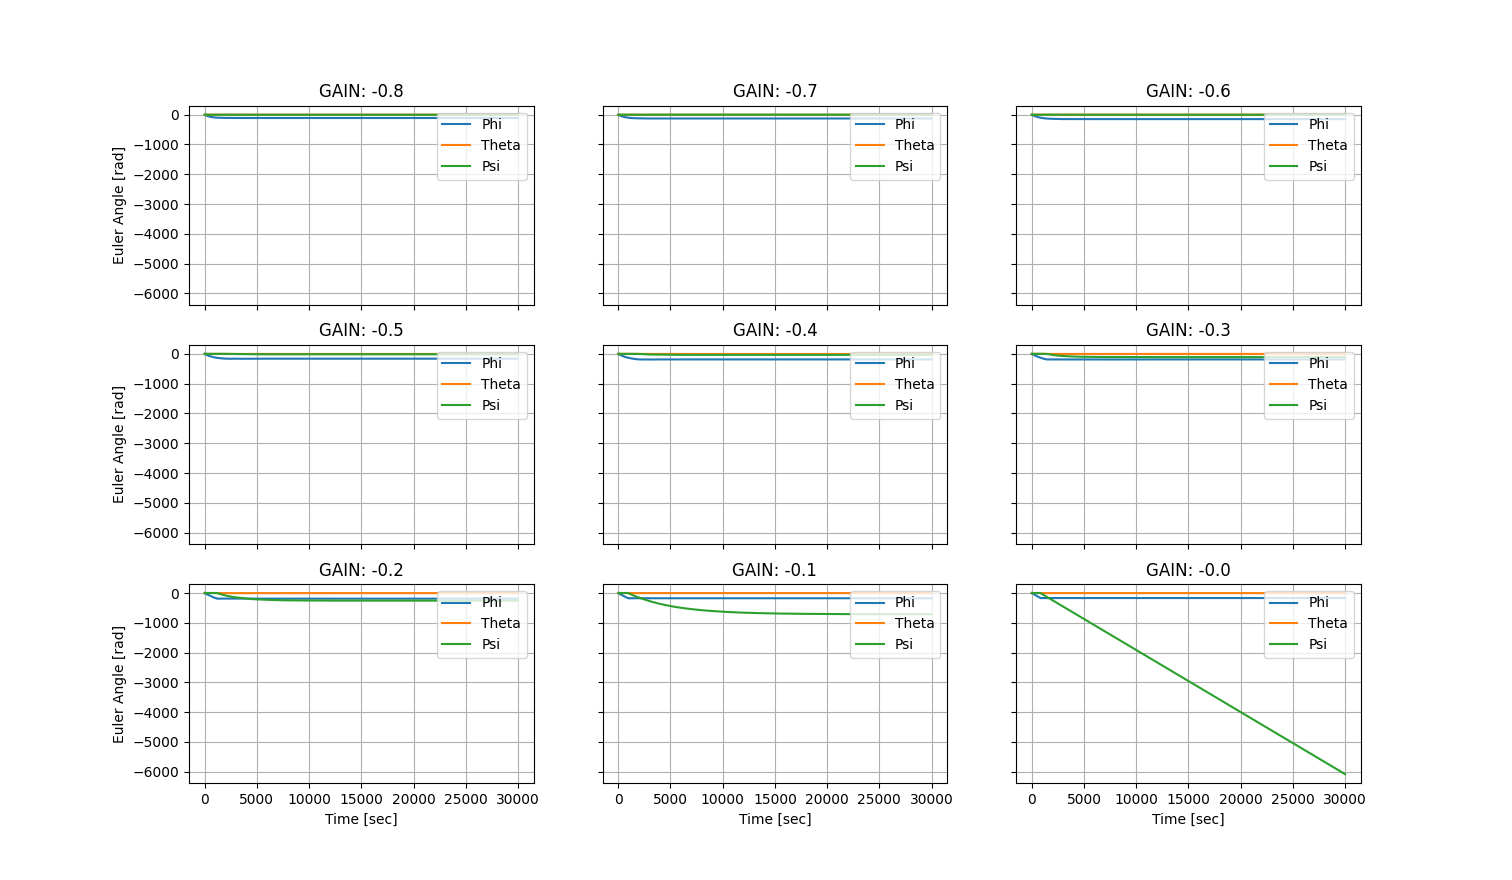 GAIN: -0.8
GAIN: -0.7
GAIN: -0.6
0
−1000
−2000
−3000
−4000
−5000
−6000
Euler Angle [rad]
Phi
Theta
Psi
Phi
Theta
Psi
Phi
Theta
Psi
GAIN: -0.5
GAIN: -0.4
GAIN: -0.3
0
−1000
−2000
−3000
−4000
−5000
−6000
Euler Angle [rad]
Phi
Theta
Psi
Phi
Theta
Psi
Phi
Theta
Psi
GAIN: -0.2
GAIN: -0.1
GAIN: -0.0
0
−1000
−2000
−3000
−4000
−5000
−6000
Euler Angle [rad]
Phi
Theta
Psi
Phi
Theta
Psi
Phi
Theta
Psi
0 5000 10000 15000 20000 25000 30000
0 5000 10000 15000 20000 25000 30000
0 5000 10000 15000 20000 25000 30000
Time [sec]
Time [sec]
Time [sec]